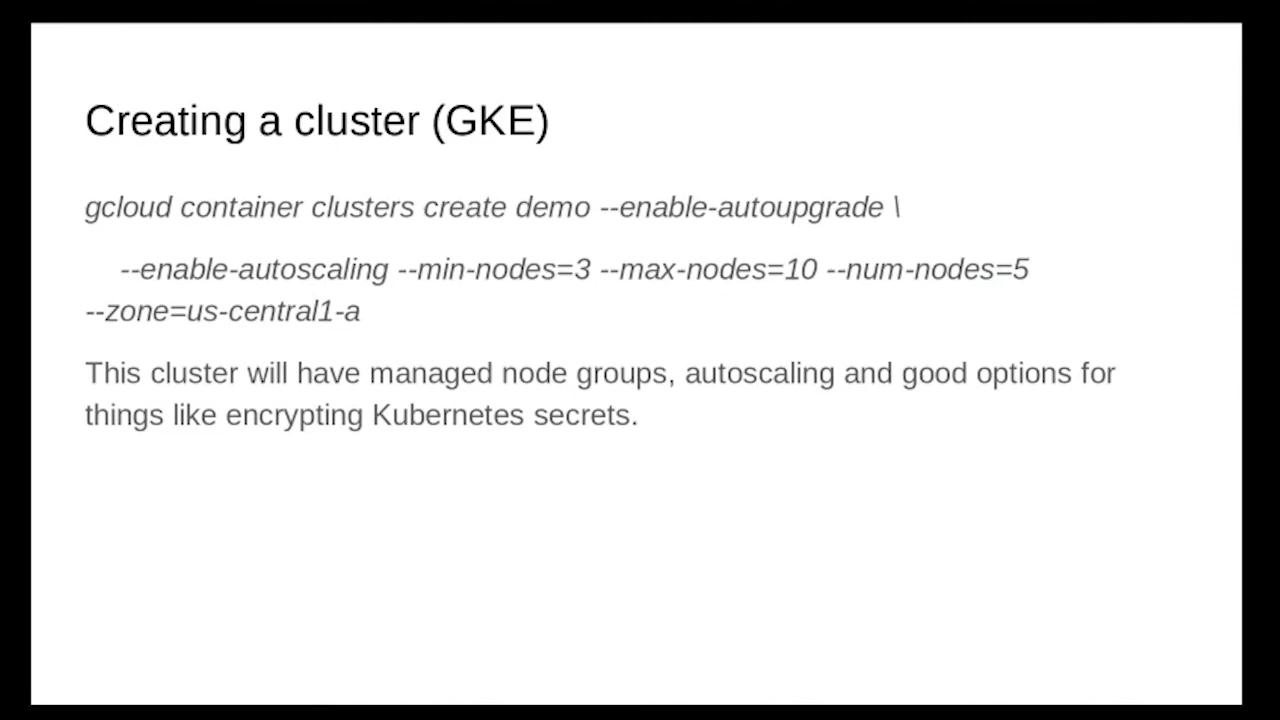 Creating a cluster (GKE)
gcloud container clusters create demo --enable-autoupgrade \
--enable-autoscaling --min-nodes=3 --max-nodes=10 --num-nodes=5
--zone=us-central1-a
This cluster will have managed node groups, autoscaling and good options for
things like encrypting Kubernetes secrets.